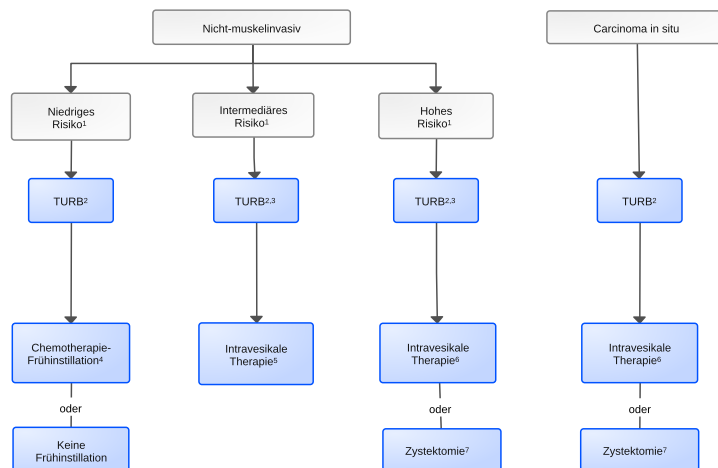 Nicht-muskelinvasiv
Carcinoma in situ
Niedriges
Risiko¹
Intermediäres
Risiko¹
Hohes
Risiko¹
TURB²
TURB²,³
TURB²,³
TURB²
Chemotherapie-
Frühinstillation⁴
Intravesikale
Therapie⁵
Intravesikale
Therapie⁶
Intravesikale
Therapie⁶
oder
oder
oder
Keine
Frühinstillation
Zystektomie⁷
Zystektomie⁷